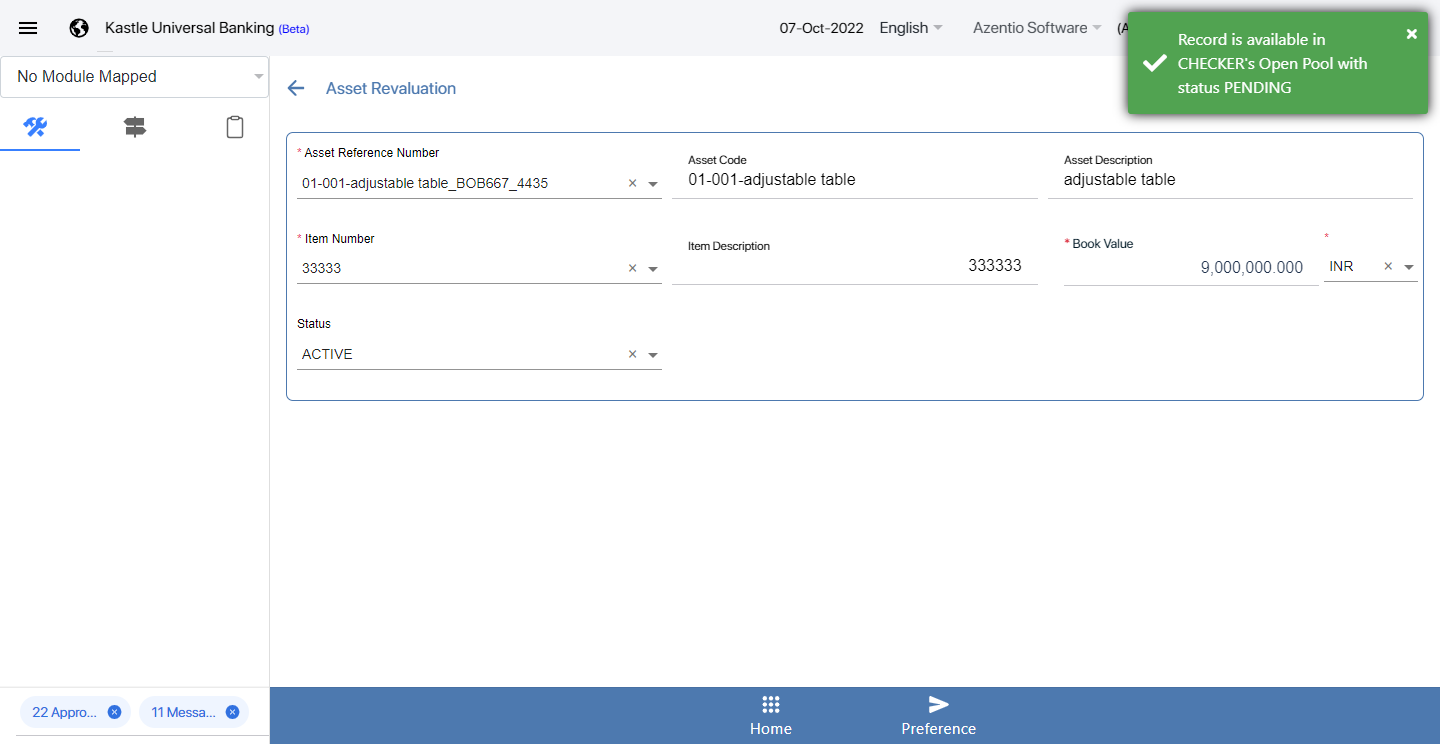 Kastle Universal Banking (Beta)
07-Oct-2022 English Azentio Software
Record is available in
CHECKER's Open Pool with
status PENDING
No Module Mapped
Asset Revaluation
* Asset Reference Number
01-001-adjustable table_BOB667_4435
Asset Code
01-001-adjustable table
Asset Description
adjustable table
* Item Number
33333
Item Description
333333
* Book Value
9,000,000.000
*
INR
Status
ACTIVE
22 Appro...
11 Messa...
Home
Preference